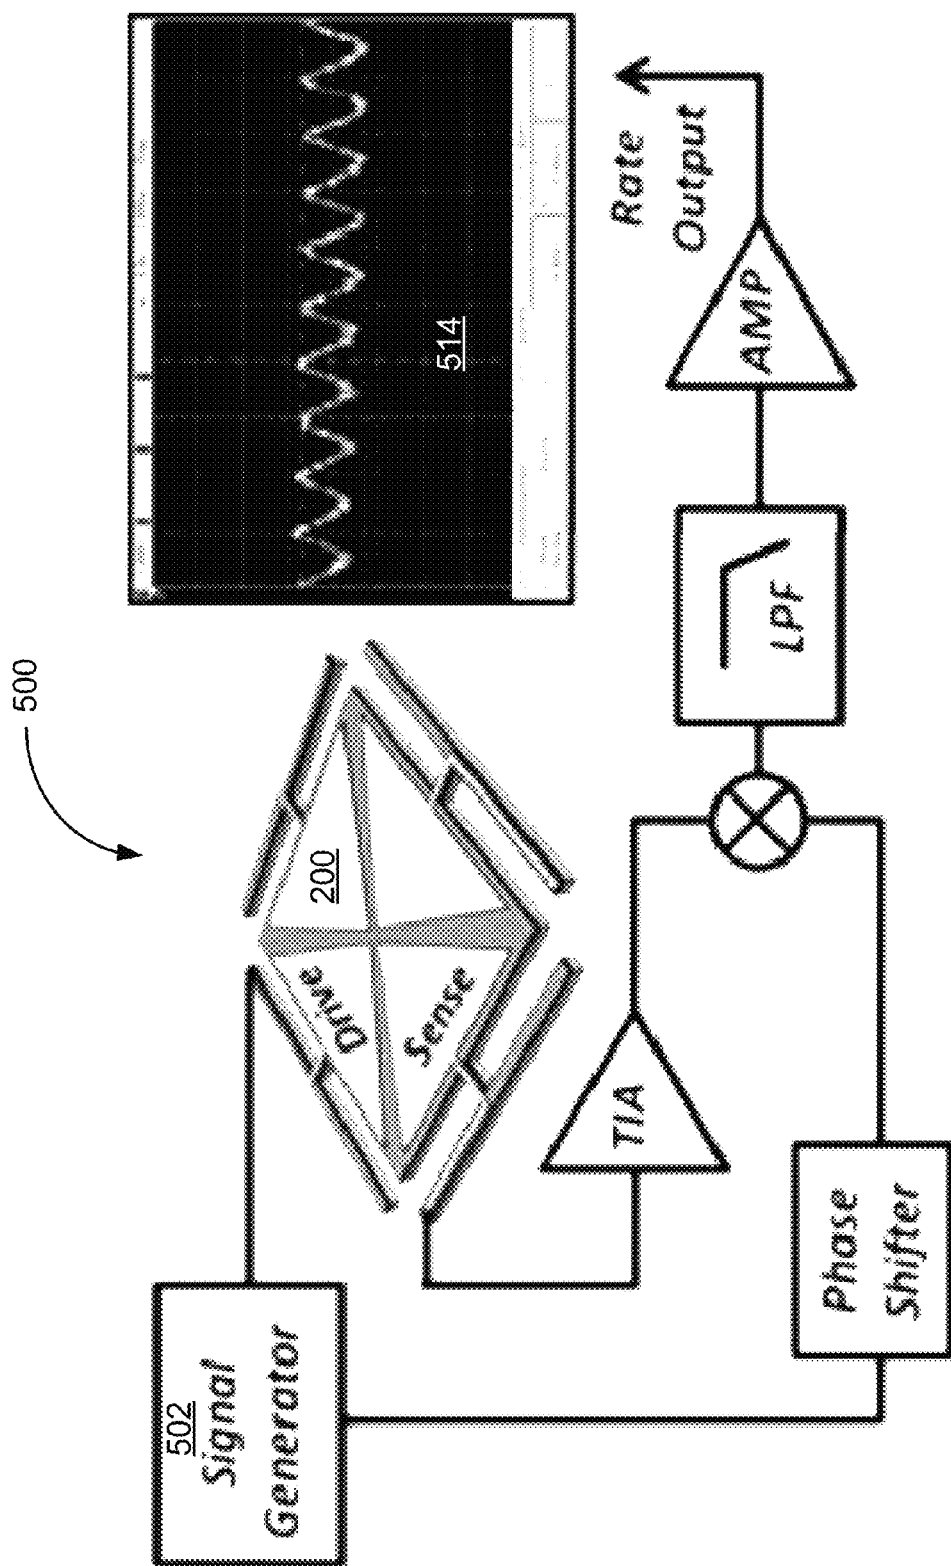 500
502
Signal
Generator
Drive
200
Sense
514
TIA
Rate
Output
Phase
Shifter
LPF
AMP